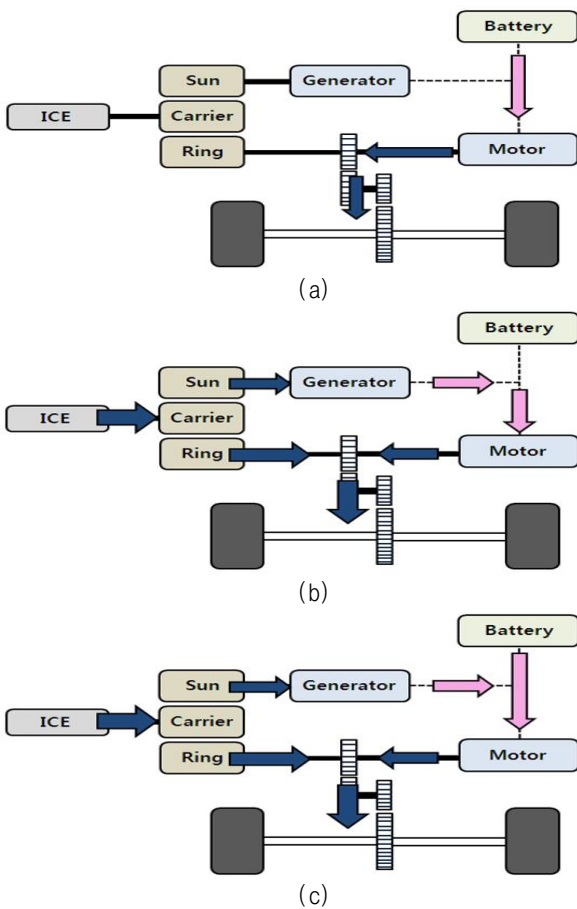 Battery
Sun Generator
ICE Carrier
Ring Motor
(a)
Battery
Sun Generator
ICE Carrier
Ring Motor
(b)
Battery
Sun Generator
ICE Carrier
Ring Motor
(c)